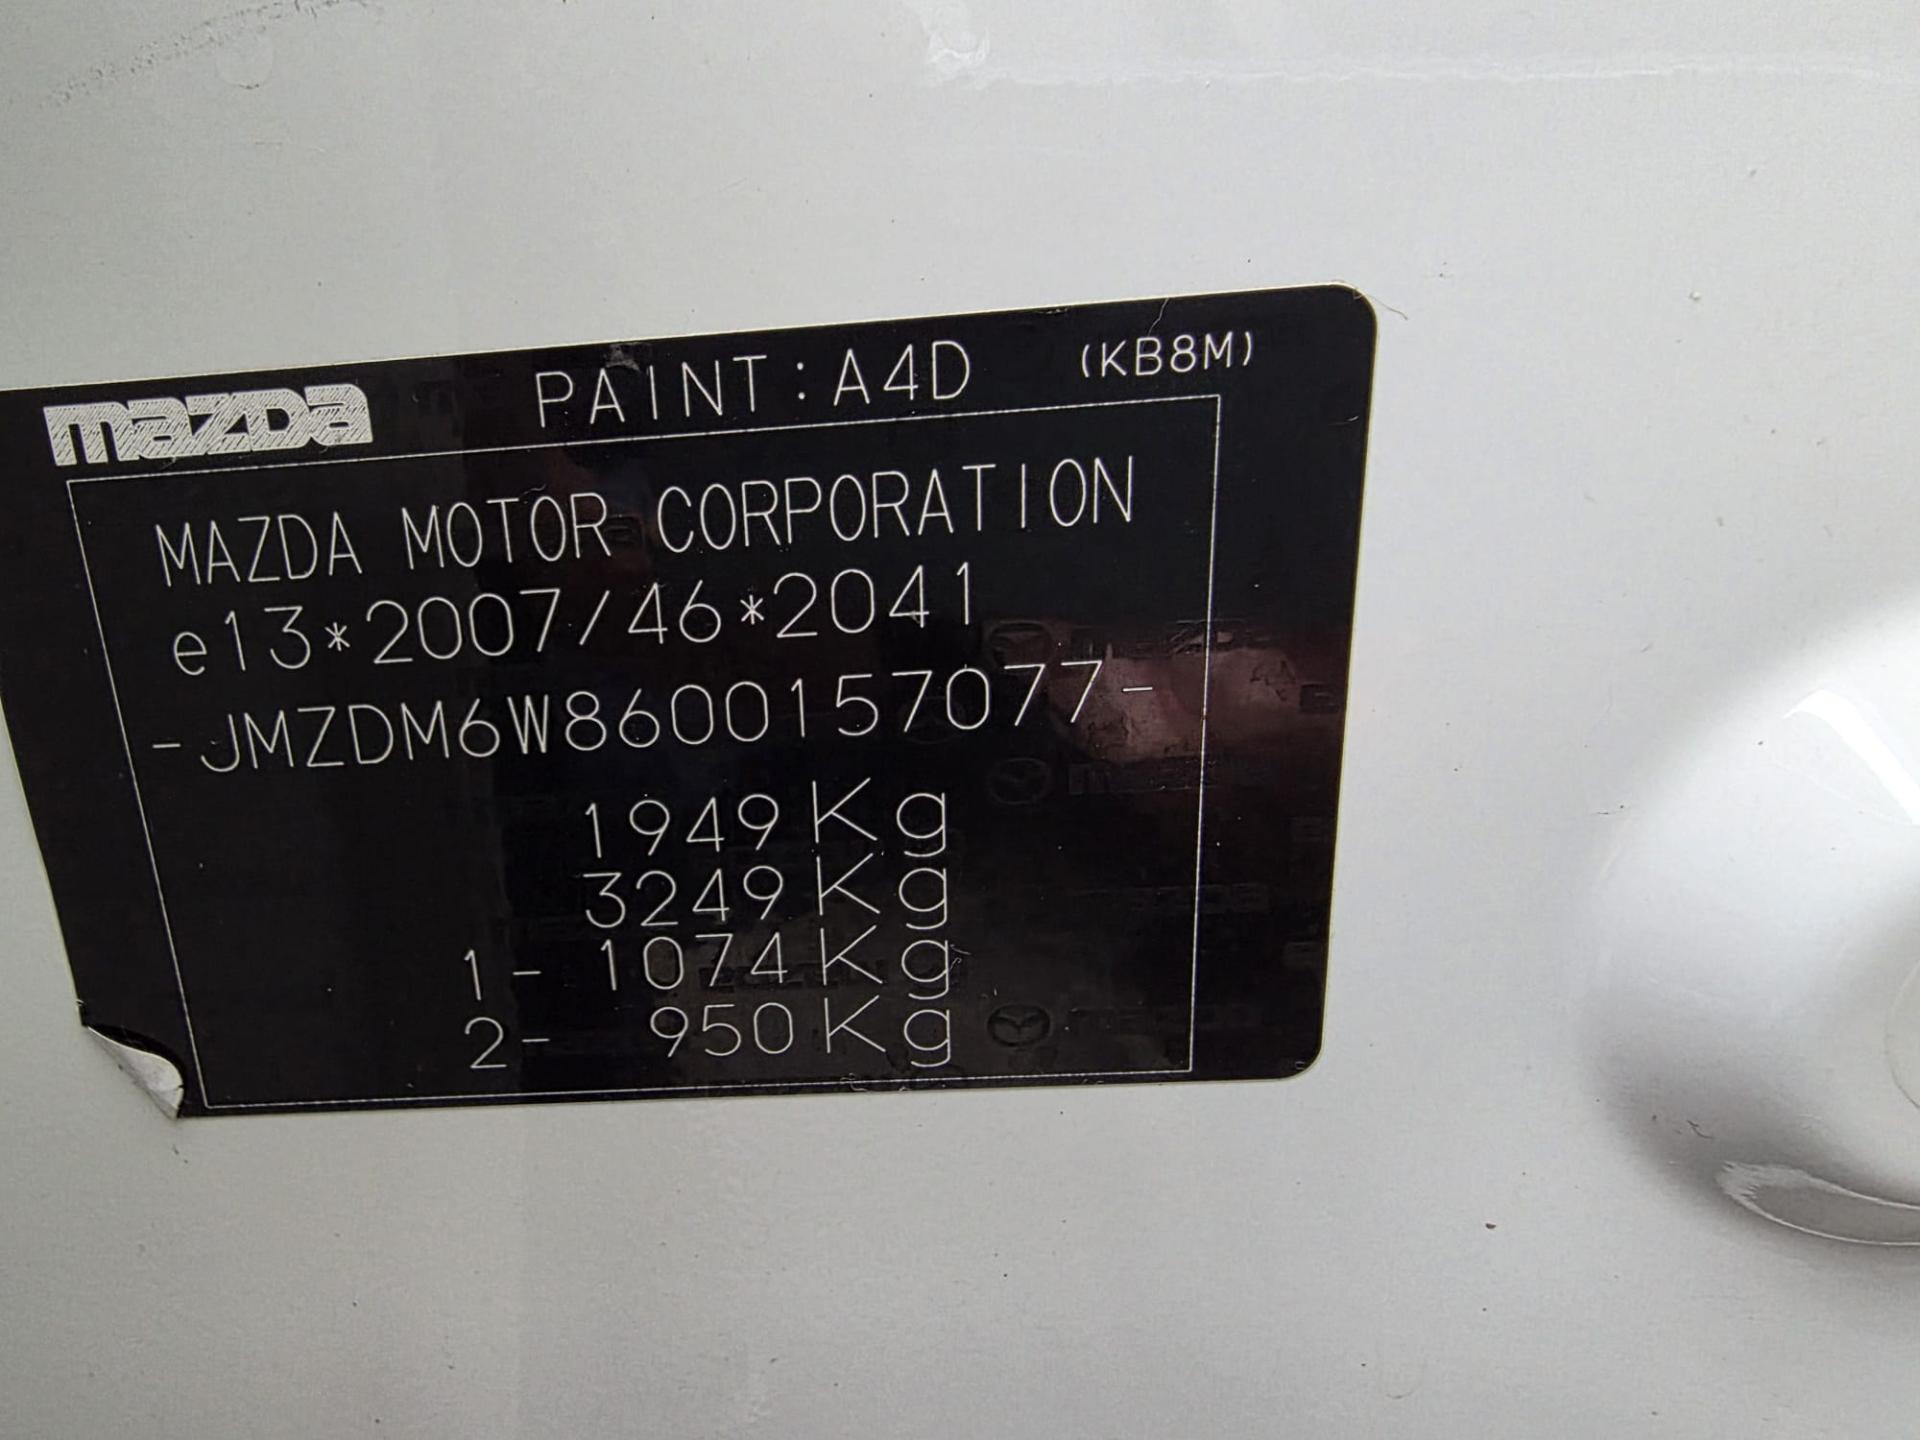 mazda PAINT: A4D (KB8M)
MAZDA MOTOR CORPORATION
e13*2007/46*2041
-JMZDM6W8600157077-
1949Kg
3249Kg
1- 1074Kg
2- 950Kg